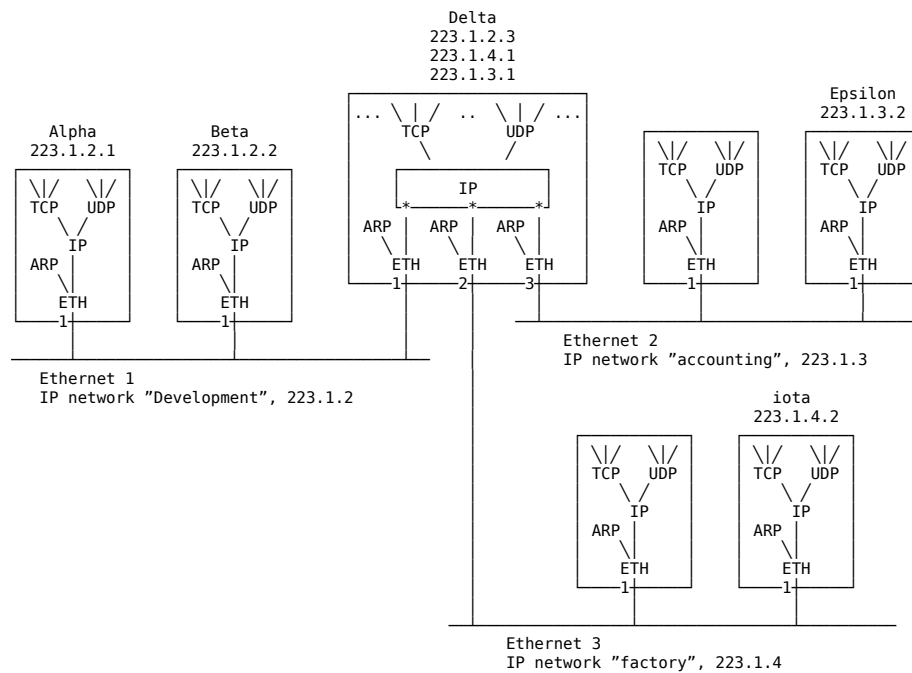 Delta
223.1.2.3
223.1.4.1
223.1.3.1
Epsilon
223.1.3.2
Alpha
223.1.2.1
Beta
223.1.2.2
... \ | / .. \ | / ...
TCP UDP
IP
* * *
ARP ARP ARP
ETH ETH ETH
1 2 3
\|/ \|/
TCP UDP
IP
ARP
ETH
1
\|/ \|/
TCP UDP
IP
ARP
ETH
1
\|/ \|/
TCP UDP
IP
ARP
ETH
1
\|/ \|/
TCP UDP
IP
ARP
ETH
1
Ethernet 2
IP network ”accounting”, 223.1.3
Ethernet 1
IP network ”Development”, 223.1.2
iota
223.1.4.2
\|/ \|/
TCP UDP
IP
ARP
ETH
1
\|/ \|/
TCP UDP
IP
ARP
ETH
1
Ethernet 3
IP network ”factory”, 223.1.4